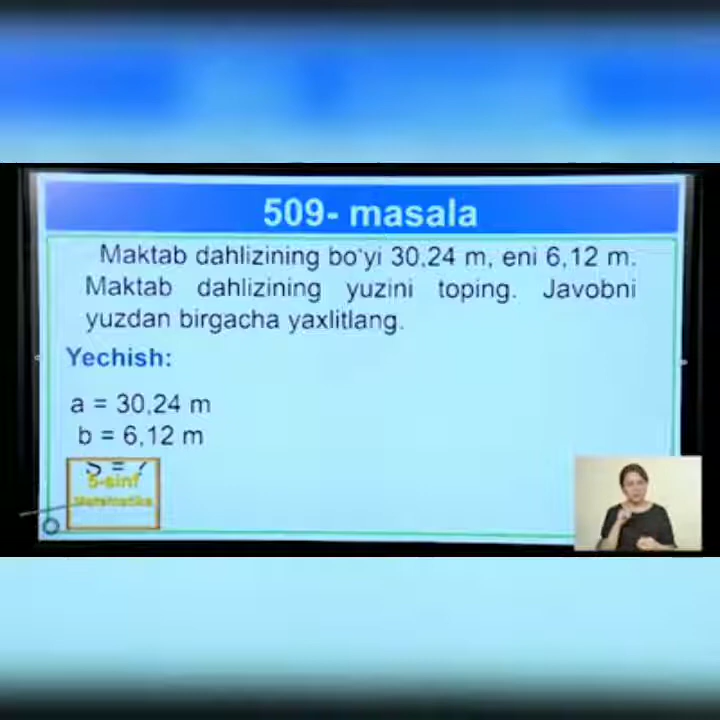 509- masala
Maktab dahlizining bo'yi 30,24 m, eni 6,12 m.
Maktab dahlizining yuzini toping. Javobni
yuzdan birgacha yaxlitlang.
Yechish:
a = 30,24 m
b = 6,12 m
S = ?
5-sinf
Matematika